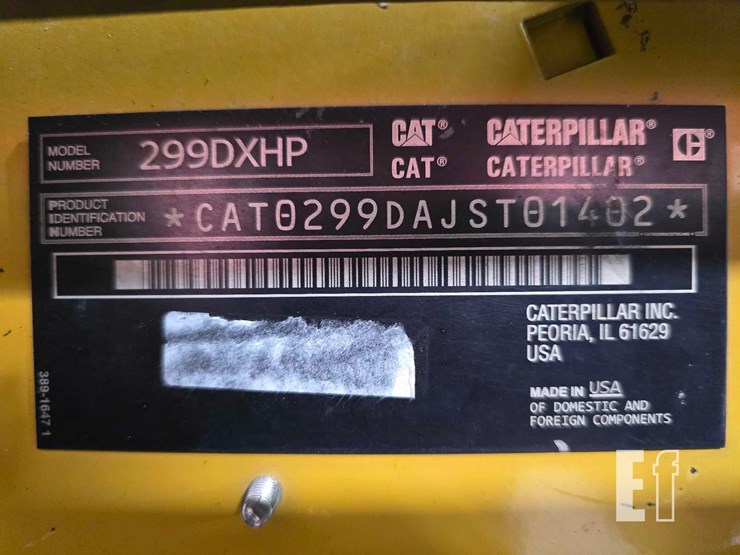 MODEL NUMBER 299DXHP
CAT® CATERPILLAR®
CAT® CATERPILLAR®
PRODUCT IDENTIFICATION NUMBER *CAT0299DAJST01402*
CATERPILLAR INC.
PEORIA, IL 61629
USA
MADE IN USA
OF DOMESTIC AND
FOREIGN COMPONENTS
389-1647 1
Ef